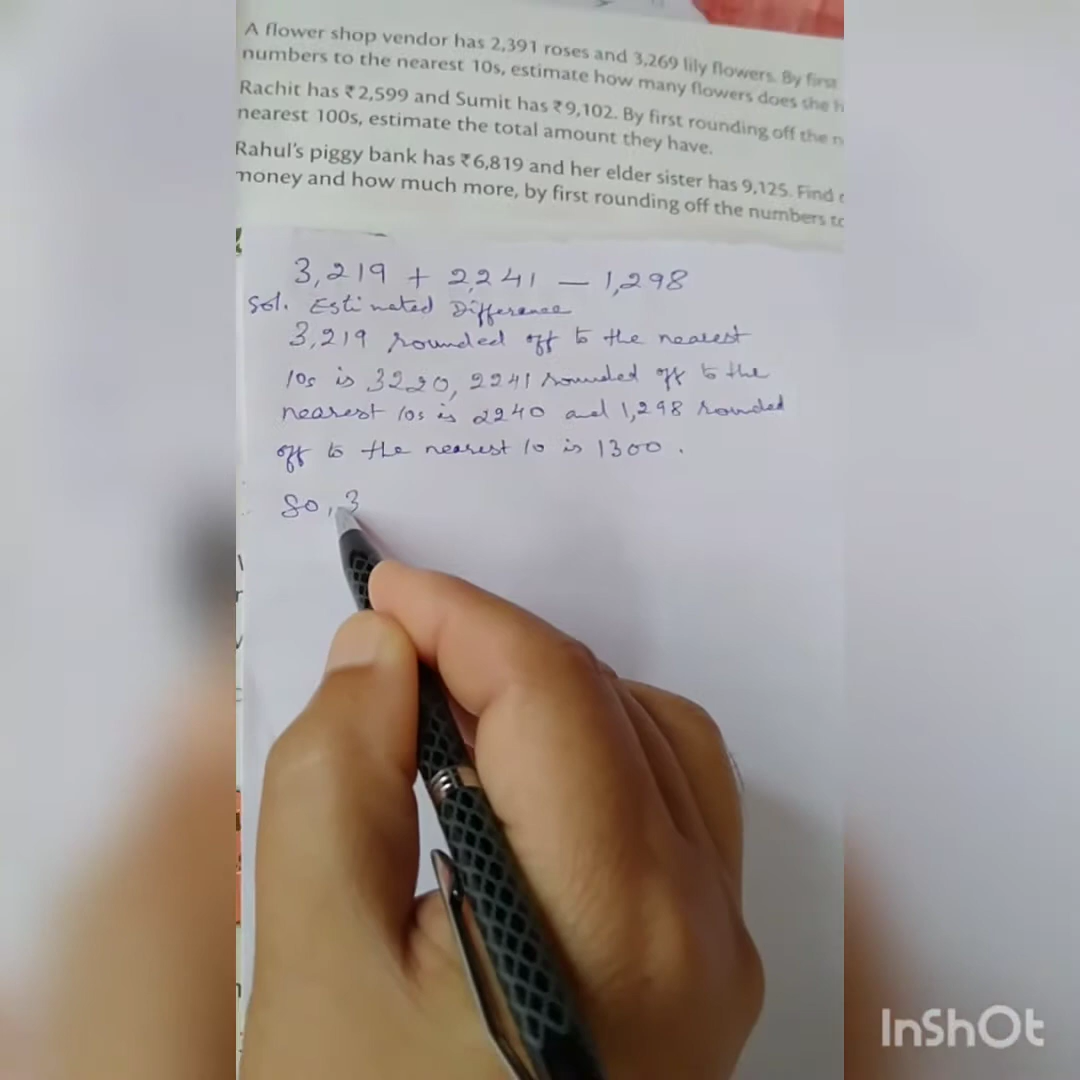 A flower shop vendor has 2,391 roses and 3,269 lily flowers. By first
numbers to the nearest 10s, estimate how many flowers does she h
Rachit has ₹2,599 and Sumit has ₹9,102. By first rounding off the n
nearest 100s, estimate the total amount they have.
Rahul's piggy bank has ₹6,819 and her elder sister has 9,125. Find
money and how much more, by first rounding off the numbers to
3,219 + 2,241 — 1,298
Sol. Estimated Difference
3,219 rounded off to the nearest
10s is 3220, 2241 rounded off to the
nearest 10s is 2240 and 1,298 rounded
off to the nearest 10 is 1300.
So, 3
InShOt